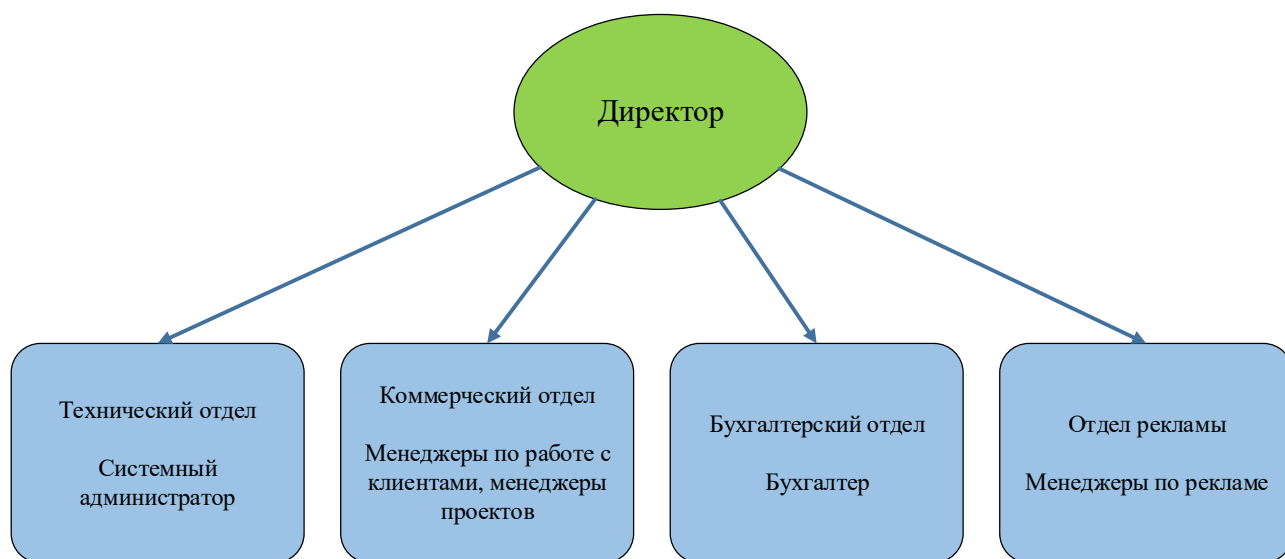 Директор
Технический отдел
Системный
администратор
Коммерческий отдел
Менеджеры по работе с
клиентами, менеджеры
проектов
Бухгалтерский отдел
Бухгалтер
Отдел рекламы
Менеджеры по рекламе